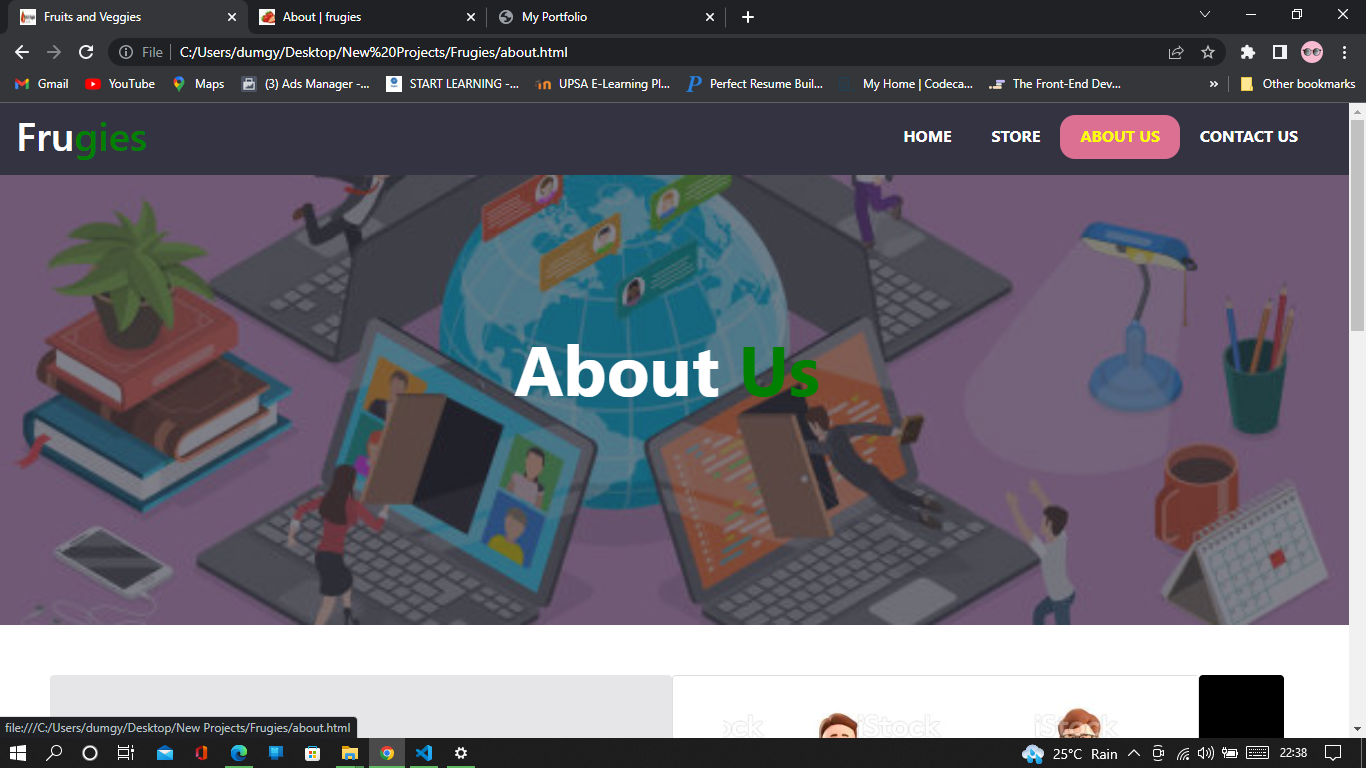 Fruits and Veggies
About | frugies
My Portfolio
File
C:/Users/dumgy/Desktop/New%20Projects/Frugies/about.html
Gmail
YouTube
Maps
(3) Ads Manager -...
START LEARNING -...
UPSA E-Learning Pl...
Perfect Resume Buil...
My Home | Codeca...
The Front-End Dev...
»
Other bookmarks
Frugies
HOME
STORE
ABOUT US
CONTACT US
About Us
iStock
iStock
file:///C:/Users/dumgy/Desktop/New Projects/Frugies/about.html
25°C Rain
22:38